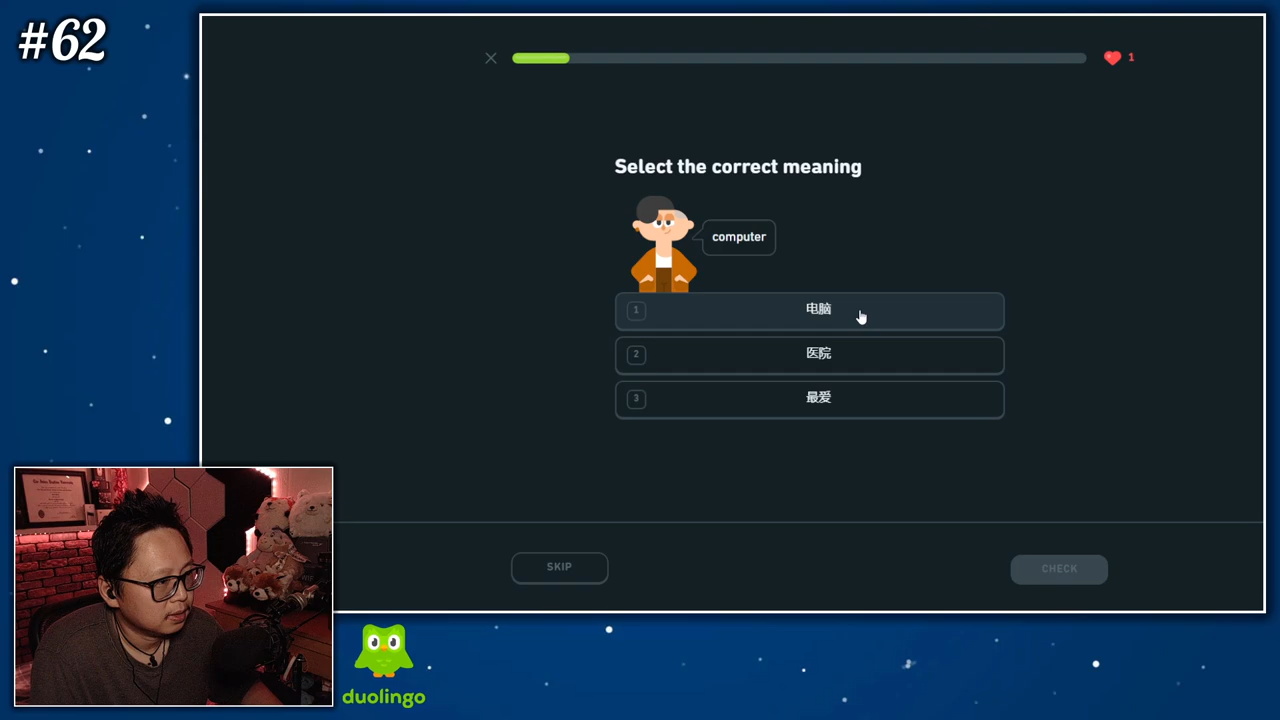 #62
1
Select the correct meaning
computer
1 电脑
2 医院
3 最爱
SKIP
CHECK
duolingo